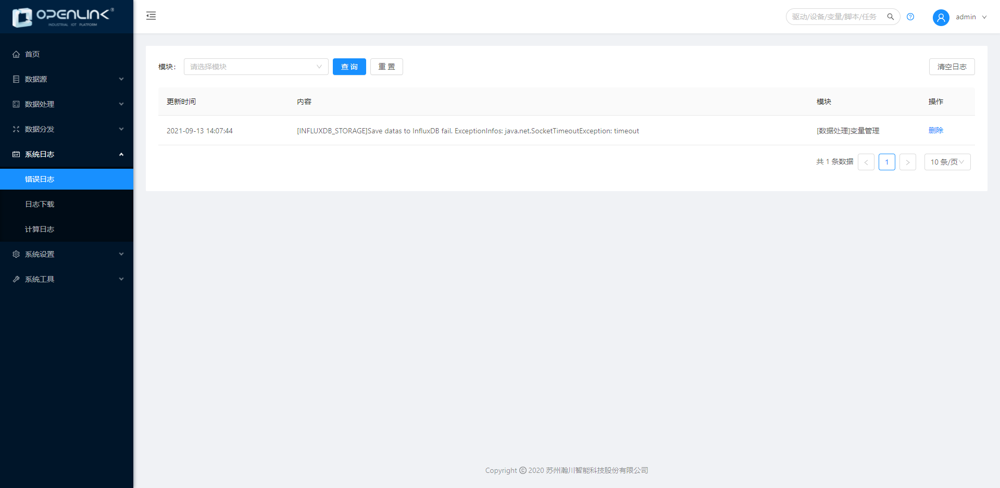 OPENLINK®
INDUSTRIAL IOT PLATFORM
驱动/设备/变量/脚本/任务
admin
首页
数据源
数据处理
数据分发
系统日志
错误日志
日志下载
计算日志
系统设置
系统工具
模块: 请选择模块 查询 重置 清空日志
更新时间 内容 模块 操作
2021-09-13 14:07:44 [INFLUXDB_STORAGE]Save datas to InfluxDB fail. ExceptionInfos: java.net.SocketTimeoutException: timeout [数据处理]变量管理 删除
共 1 条数据 < 1 > 10 条/页
Copyright © 2020 苏州瀚川智能科技股份有限公司